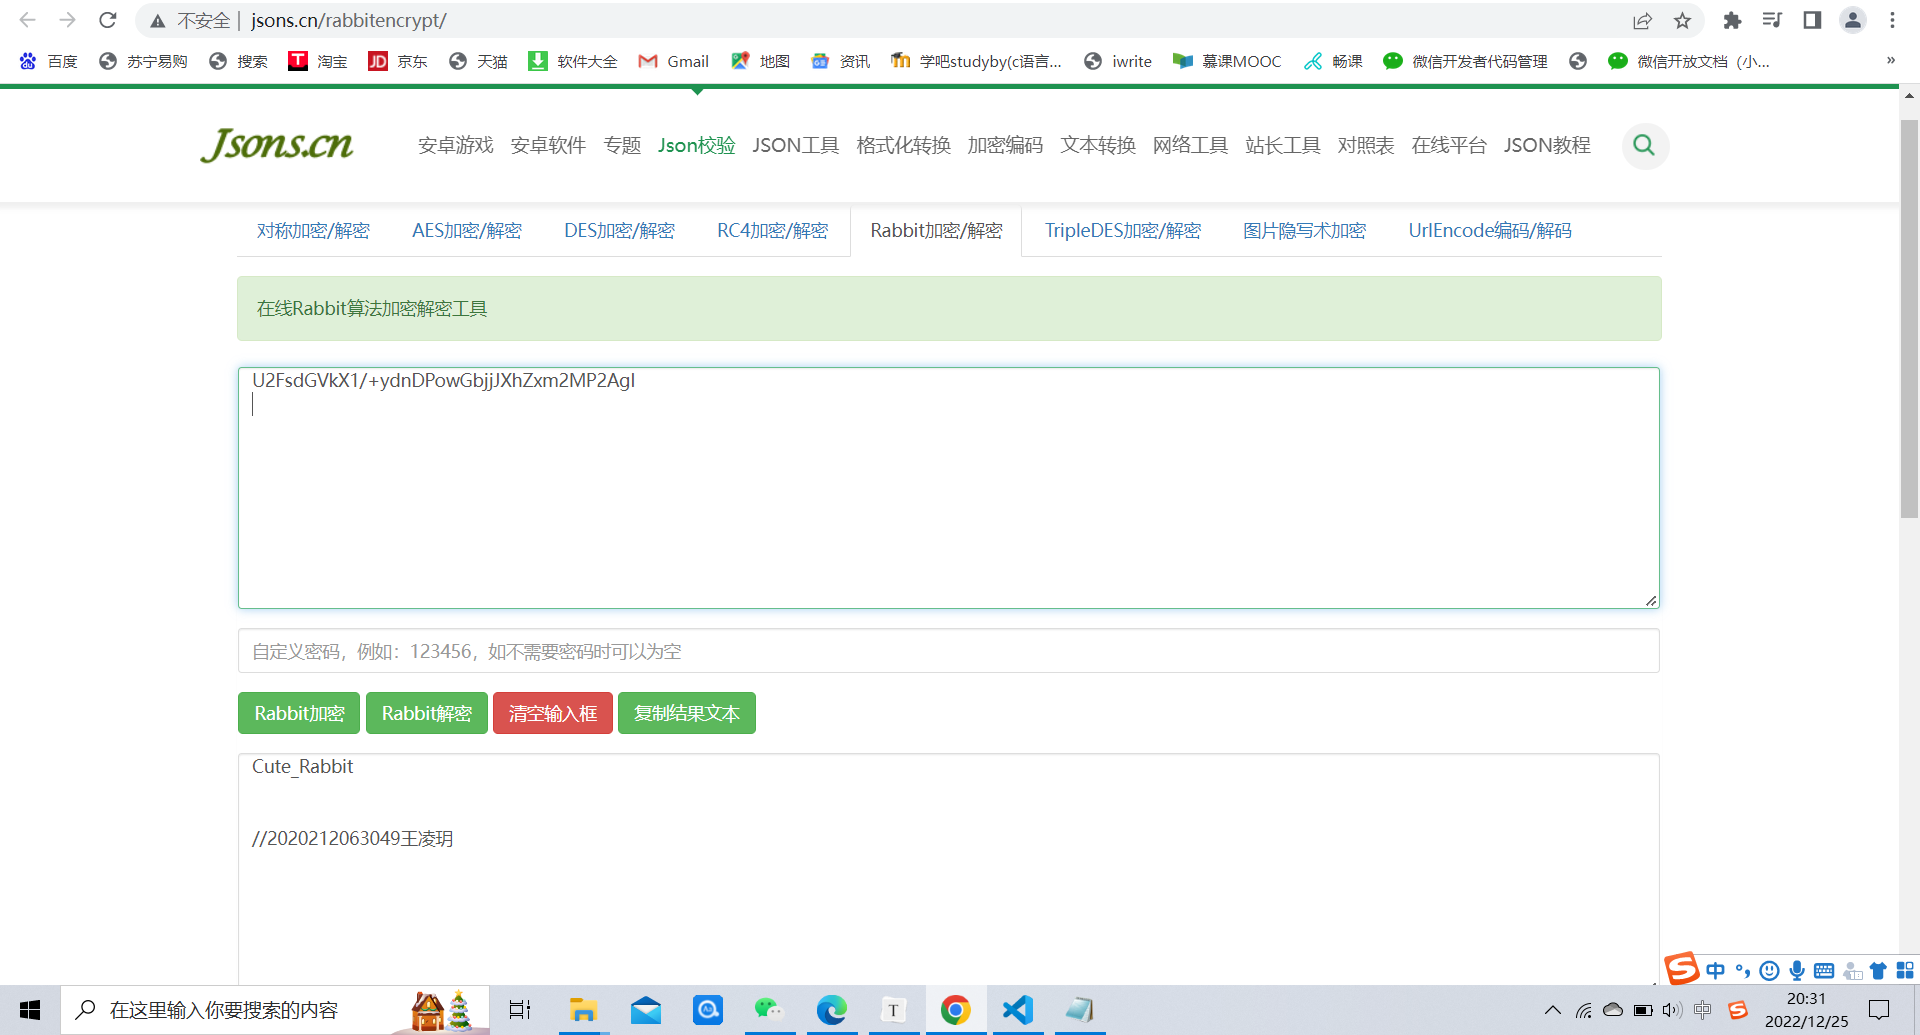 不安全 | jsons.cn/rabbitencrypt/
百度 苏宁易购 搜索 淘宝 京东 天猫 软件大全 Gmail 地图 资讯 学吧studyby(c语言... iwrite 慕课MOOC 畅课 微信开发者代码管理 微信开放文档（小... »
Jsons.cn 安卓游戏 安卓软件 专题 Json校验 JSON工具 格式化转换 加密编码 文本转换 网络工具 站长工具 对照表 在线平台 JSON教程
对称加密/解密 AES加密/解密 DES加密/解密 RC4加密/解密 Rabbit加密/解密 TripleDES加密/解密 图片隐写术加密 UrlEncode编码/解码
在线Rabbit算法加密解密工具
U2FsdGVkX1/+ydnDPowGbjjJXhZxm2MP2AgI
自定义密码，例如：123456，如不需要密码时可以为空
Rabbit加密 Rabbit解密 清空输入框 复制结果文本
Cute_Rabbit
//2020212063049王凌玥
中
在这里输入你要搜索的内容
中
20:31
2022/12/25